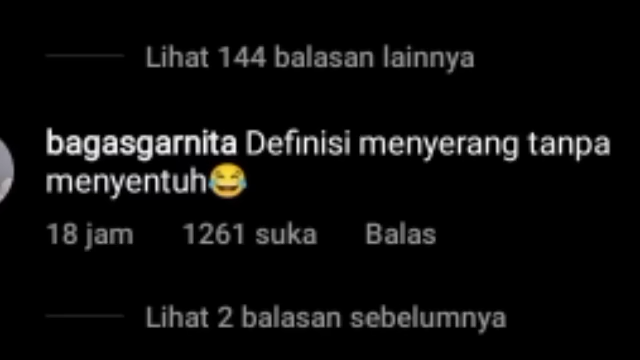 Lihat 144 balasan lainnya
bagasgarnita Definisi menyerang tanpa
menyentuh😂
18 jam 1261 suka Balas
Lihat 2 balasan sebelumnya